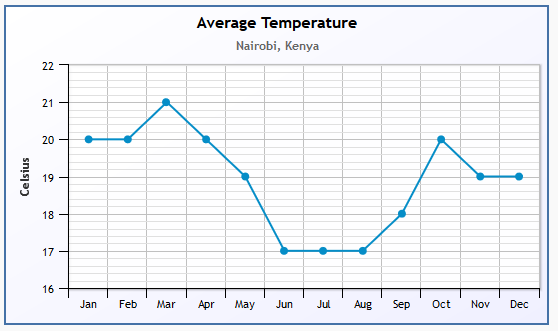 Average Temperature
Nairobi, Kenya
22
21
20
19
18
17
16
Celsius
Jan Feb Mar Apr May Jun Jul Aug Sep Oct Nov Dec